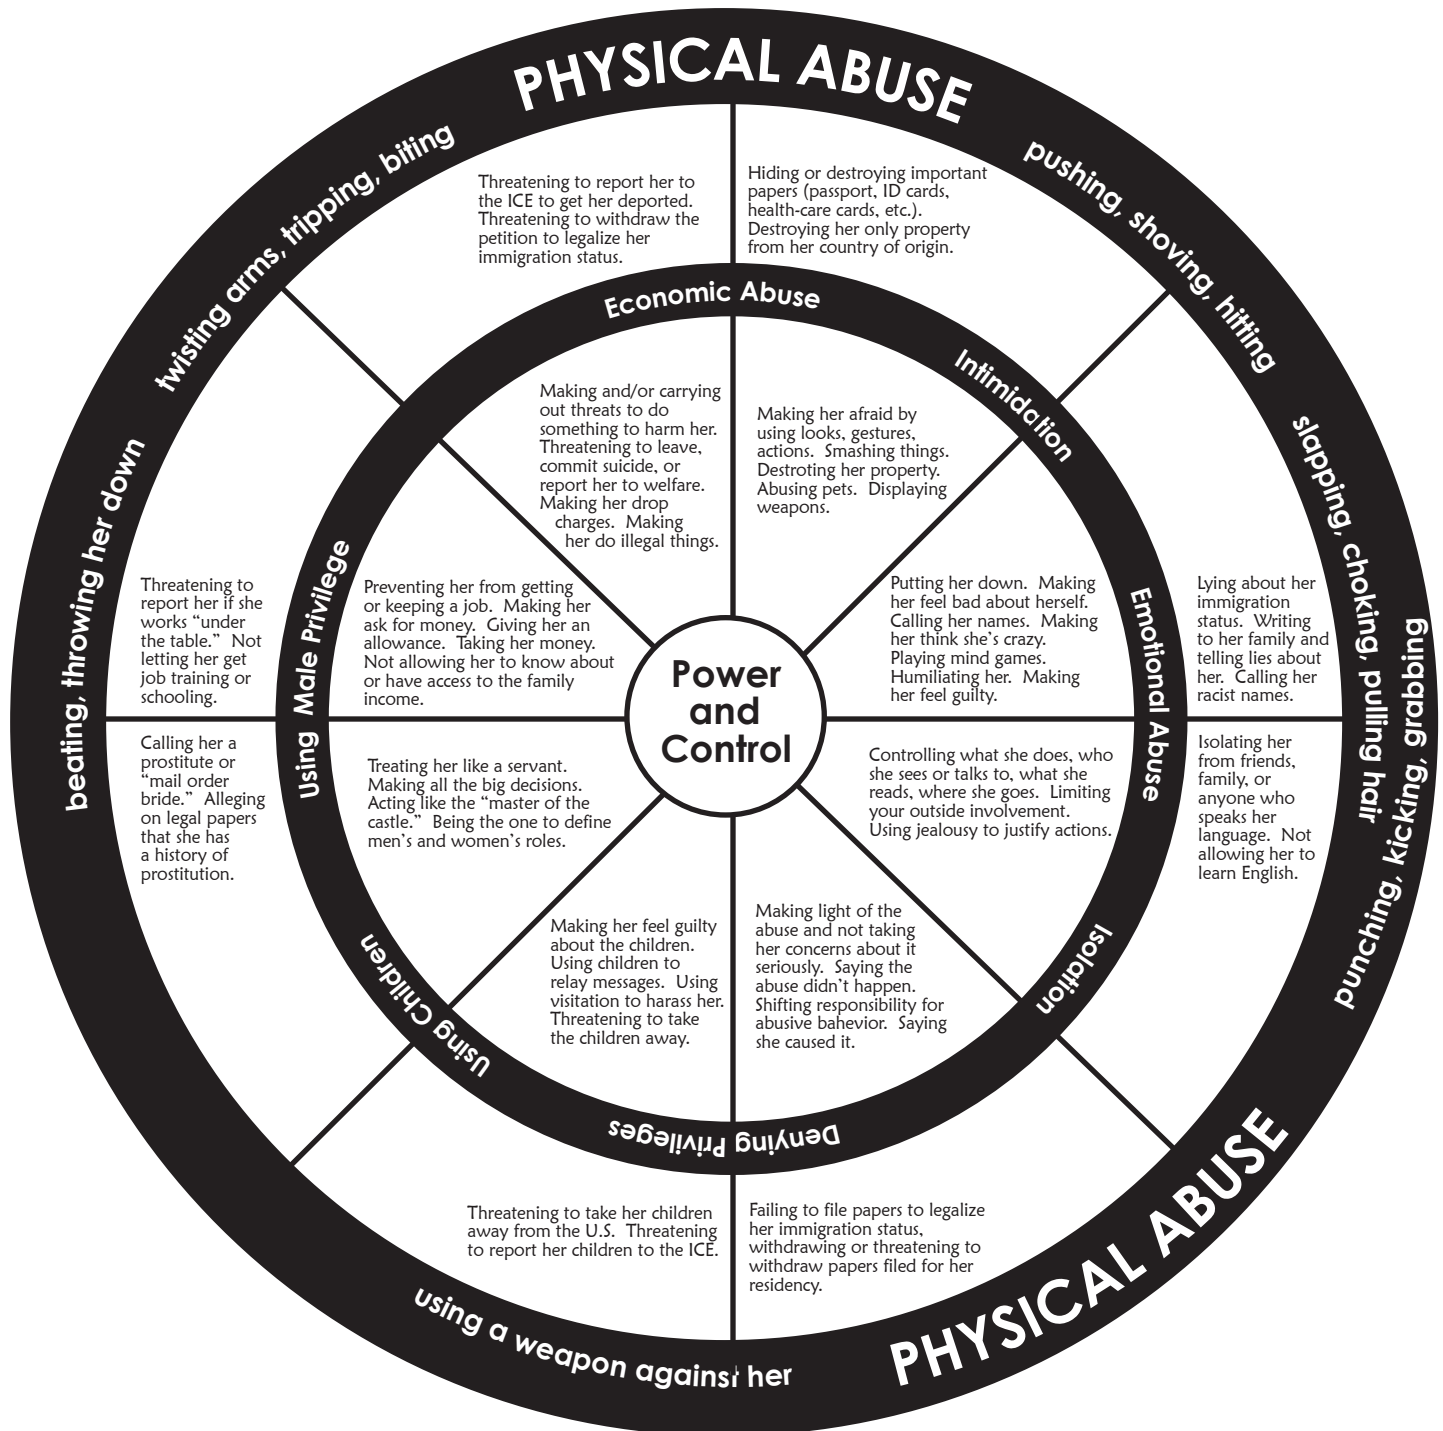 PHYSICAL ABUSE
pushing, shoving, hitting
slapping, choking, pulling hair
punching, kicking, grabbing
PHYSICAL ABUSE
using a weapon against her
beating, throwing her down
twisting arms, tripping, biting
Threatening to report her to
the ICE to get her deported.
Threatening to withdraw the
petition to legalize her
immigration status.
Hiding or destroying important
papers (passport, ID cards,
health-care cards, etc.).
Destroying her only property
from her country of origin.
Lying about her
immigration
status. Writing
to her family and
telling lies about
her. Calling her
racist names.
Isolating her
from friends,
family, or
anyone who
speaks her
language. Not
allowing her to
learn English.
Failing to file papers to legalize
her immigration status,
withdrawing or threatening to
withdraw papers filed for her
residency.
Threatening to take her children
away from the U.S. Threatening
to report her children to the ICE.
Calling her a
prostitute or
“mail order
bride.” Alleging
on legal papers
that she has
a history of
prostitution.
Threatening to
report her if she
works “under
the table.” Not
letting her get
job training or
schooling.
Economic Abuse
Intimidation
Emotional Abuse
Isolation
Denying Privileges
Using Children
Using Male Privilege
Making and/or carrying
out threats to do
something to harm her.
Threatening to leave,
commit suicide, or
report her to welfare.
Making her drop
charges. Making
her do illegal things.
Making her afraid by
using looks, gestures,
actions. Smashing things.
Destroting her property.
Abusing pets. Displaying
weapons.
Putting her down. Making
her feel bad about herself.
Calling her names. Making
her think she’s crazy.
Playing mind games.
Humiliating her. Making
her feel guilty.
Controlling what she does, who
she sees or talks to, what she
reads, where she goes. Limiting
your outside involvement.
Using jealousy to justify actions.
Making light of the
abuse and not taking
her concerns about it
seriously. Saying the
abuse didn’t happen.
Shifting responsibility for
abusive bahevior. Saying
she caused it.
Making her feel guilty
about the children.
Using children to
relay messages. Using
visitation to harass her.
Threatening to take
the children away.
Treating her like a servant.
Making all the big decisions.
Acting like the “master of the
castle.” Being the one to define
men’s and women’s roles.
Preventing her from getting
or keeping a job. Making her
ask for money. Giving her an
allowance. Taking her money.
Not allowing her to know about
or have access to the family
income.
Power
and
Control